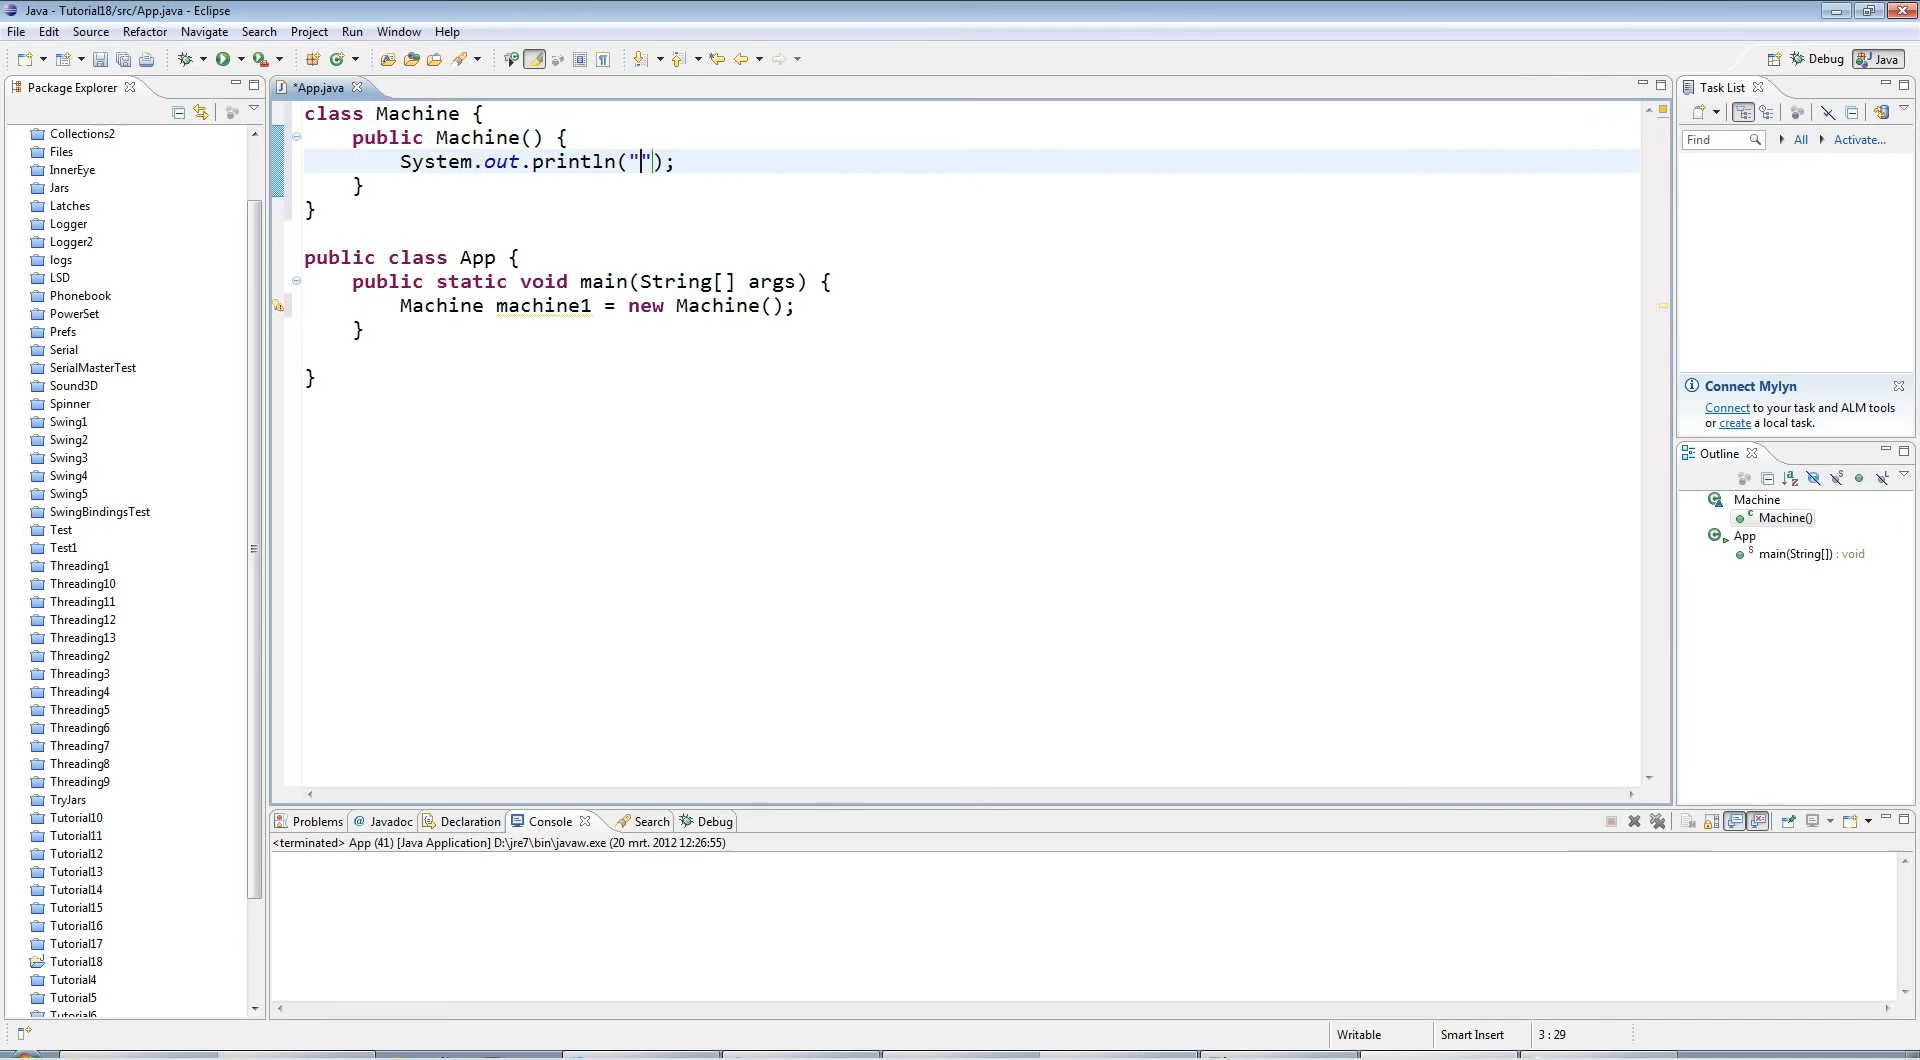 Java - Tutorial18/src/App.java - Eclipse
File Edit Source Refactor Navigate Search Project Run Window Help
Debug Java
Package Explorer
*App.java
Task List
Collections2
Files
InnerEye
Jars
Latches
Logger
Logger2
logs
LSD
Phonebook
PowerSet
Prefs
Serial
SerialMasterTest
Sound3D
Spinner
Swing1
Swing2
Swing3
Swing4
Swing5
SwingBindingsTest
Test
Test1
Threading1
Threading10
Threading11
Threading12
Threading13
Threading2
Threading3
Threading4
Threading5
Threading6
Threading7
Threading8
Threading9
TryJars
Tutorial10
Tutorial11
Tutorial12
Tutorial13
Tutorial14
Tutorial15
Tutorial16
Tutorial17
Tutorial18
Tutorial4
Tutorial5
Tutorial6
class Machine {
public Machine() {
System.out.println("");
}
}
public class App {
public static void main(String[] args) {
Machine machine1 = new Machine();
}
}
Find All Activate...
Connect Mylyn
Connect to your task and ALM tools
or create a local task.
Outline
Machine
Machine()
App
main(String[]) : void
Problems @ Javadoc Declaration Console Search Debug
<terminated> App (41) [Java Application] D:\jre7\bin\javaw.exe (20 mrt. 2012 12:26:55)
Writable Smart Insert 3 : 29